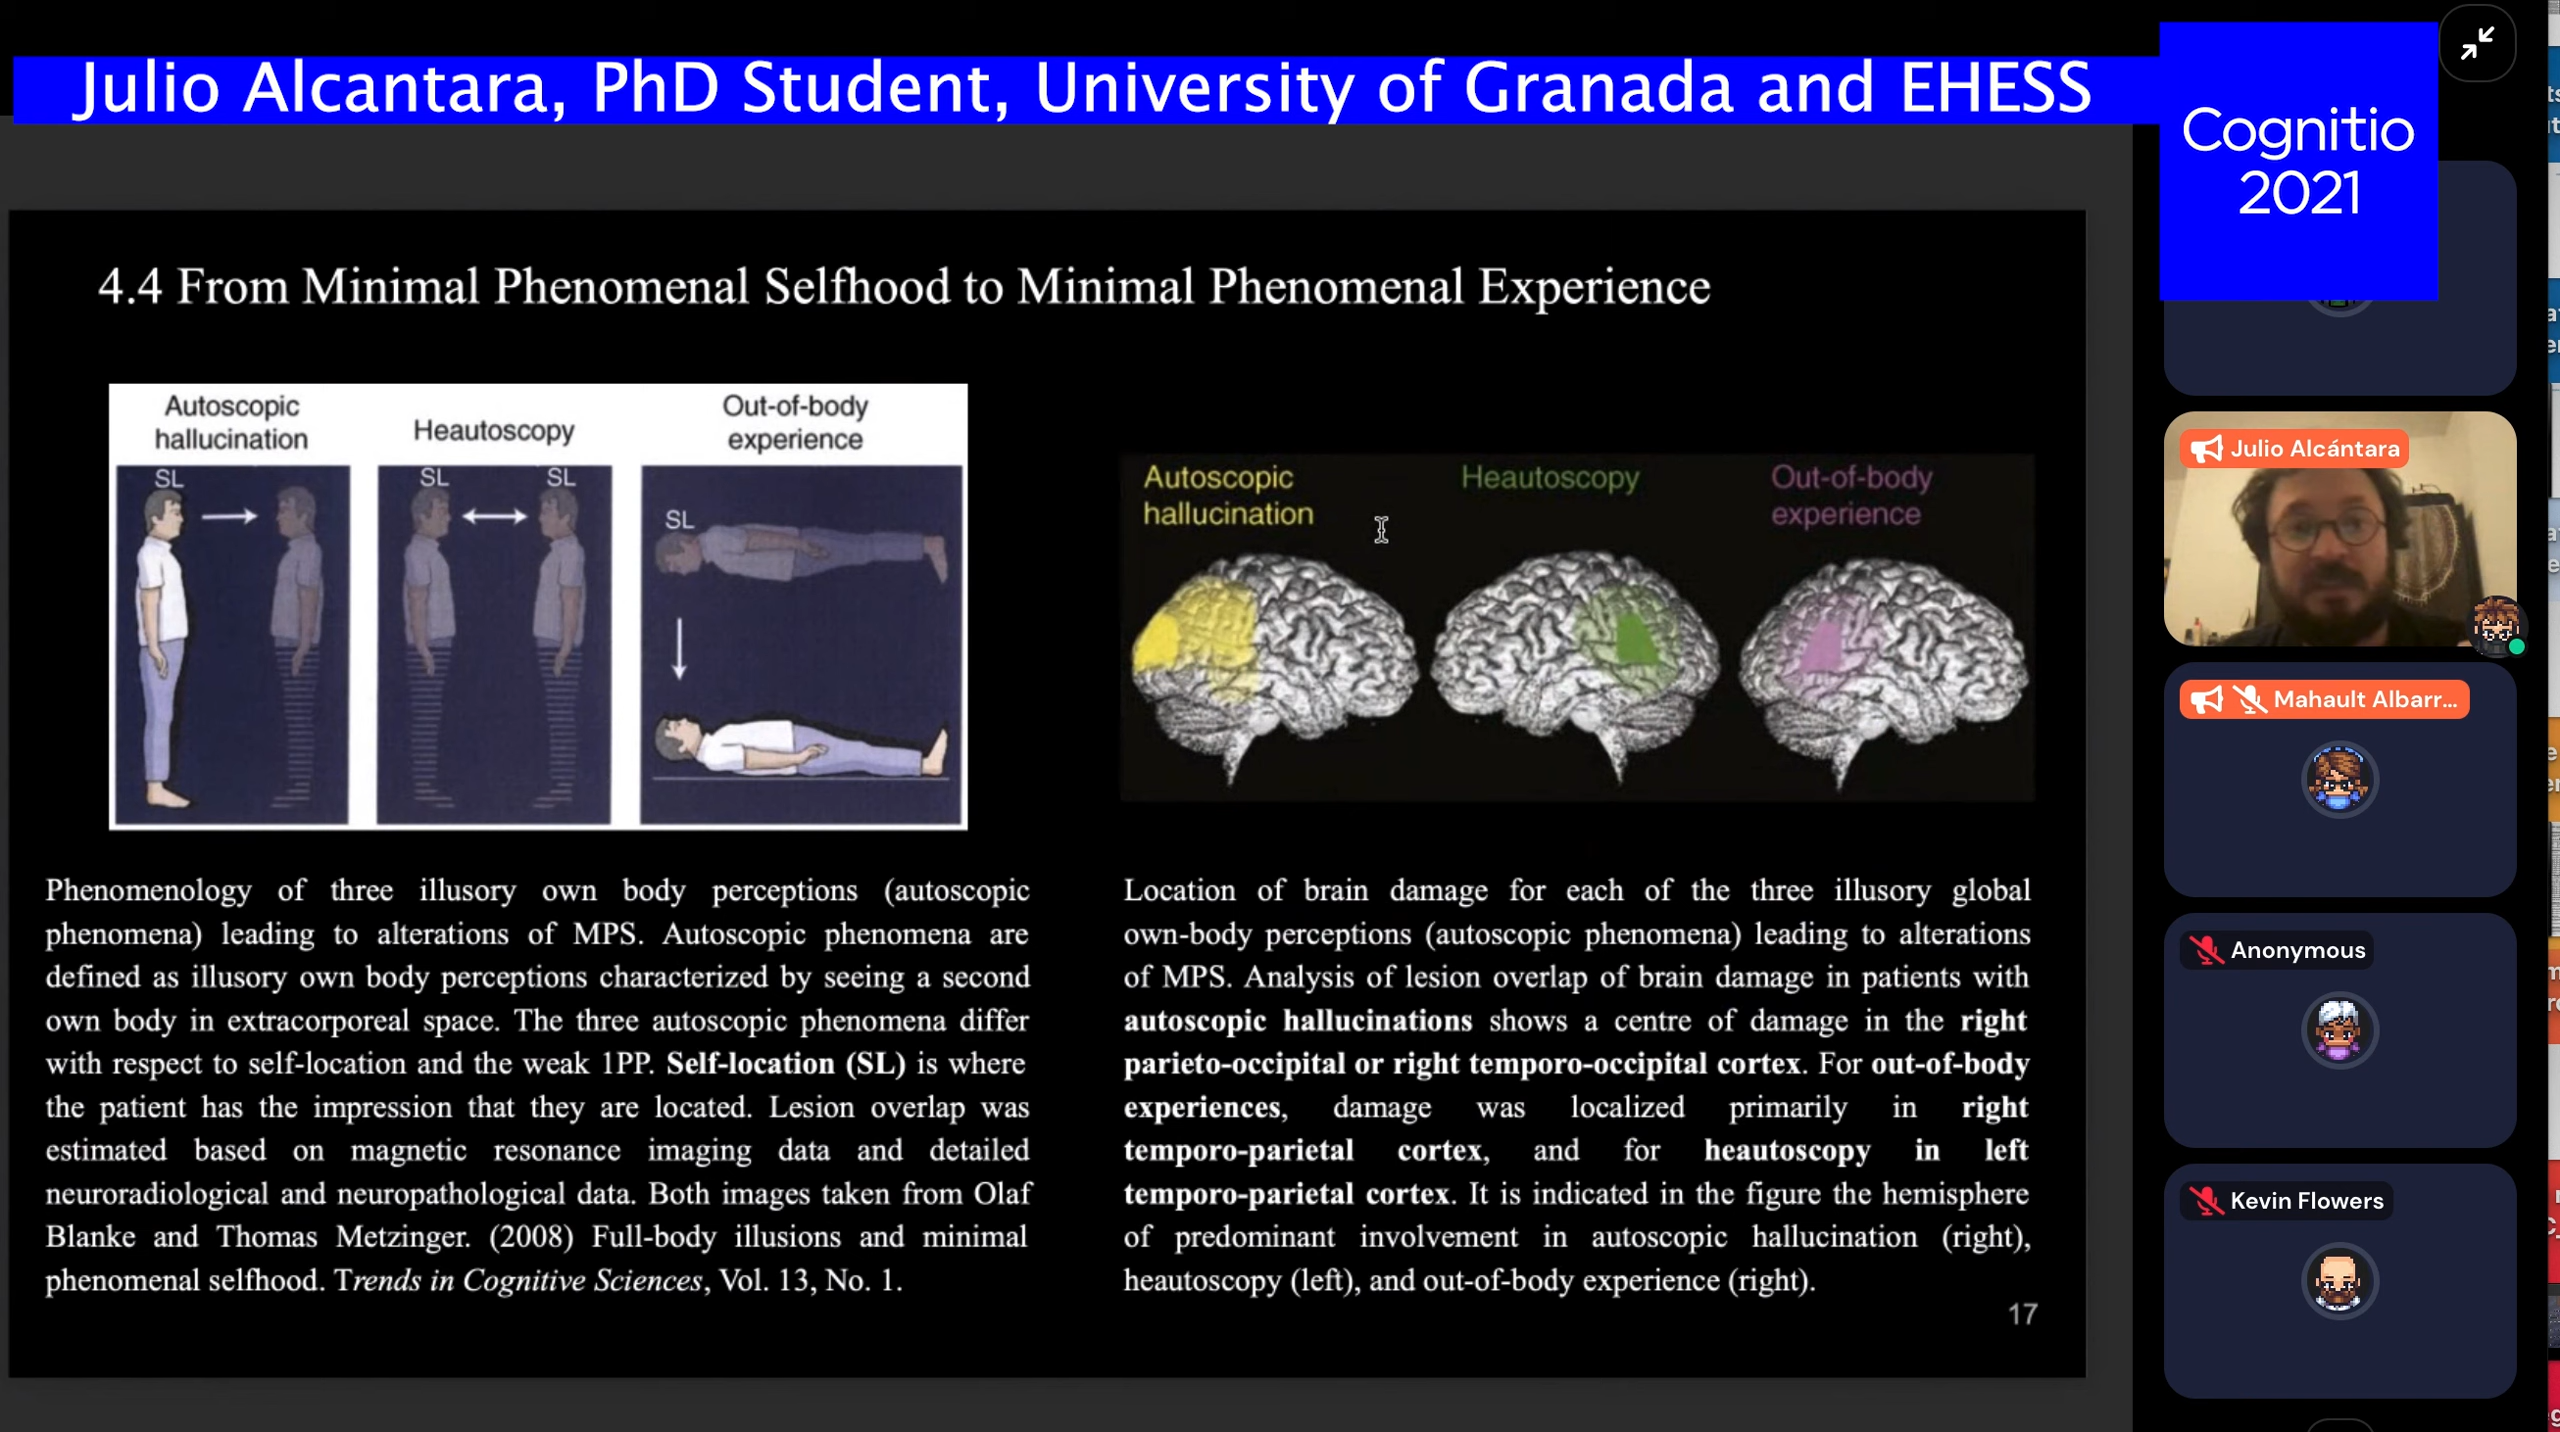 Julio Alcantara, PhD Student, University of Granada and EHESS
Cognitio
2021
4.4 From Minimal Phenomenal Selfhood to Minimal Phenomenal Experience
Autoscopic
hallucination
Heautoscopy
Out-of-body
experience
SL
SL
SL
SL
Autoscopic
hallucination
Heautoscopy
Out-of-body
experience
Phenomenology of three illusory own body perceptions (autoscopic
phenomena) leading to alterations of MPS. Autoscopic phenomena are
defined as illusory own body perceptions characterized by seeing a second
own body in extracorporeal space. The three autoscopic phenomena differ
with respect to self-location and the weak 1PP. Self-location (SL) is where
the patient has the impression that they are located. Lesion overlap was
estimated based on magnetic resonance imaging data and detailed
neuroradiological and neuropathological data. Both images taken from Olaf
Blanke and Thomas Metzinger. (2008) Full-body illusions and minimal
phenomenal selfhood. Trends in Cognitive Sciences, Vol. 13, No. 1.
Location of brain damage for each of the three illusory global
own-body perceptions (autoscopic phenomena) leading to alterations
of MPS. Analysis of lesion overlap of brain damage in patients with
autoscopic hallucinations shows a centre of damage in the right
parieto-occipital or right temporo-occipital cortex. For out-of-body
experiences, damage was localized primarily in right
temporo-parietal cortex, and for heautoscopy in left
temporo-parietal cortex. It is indicated in the figure the hemisphere
of predominant involvement in autoscopic hallucination (right),
heautoscopy (left), and out-of-body experience (right).
17
Julio Alcántara
Mahault Albarr...
Anonymous
Kevin Flowers